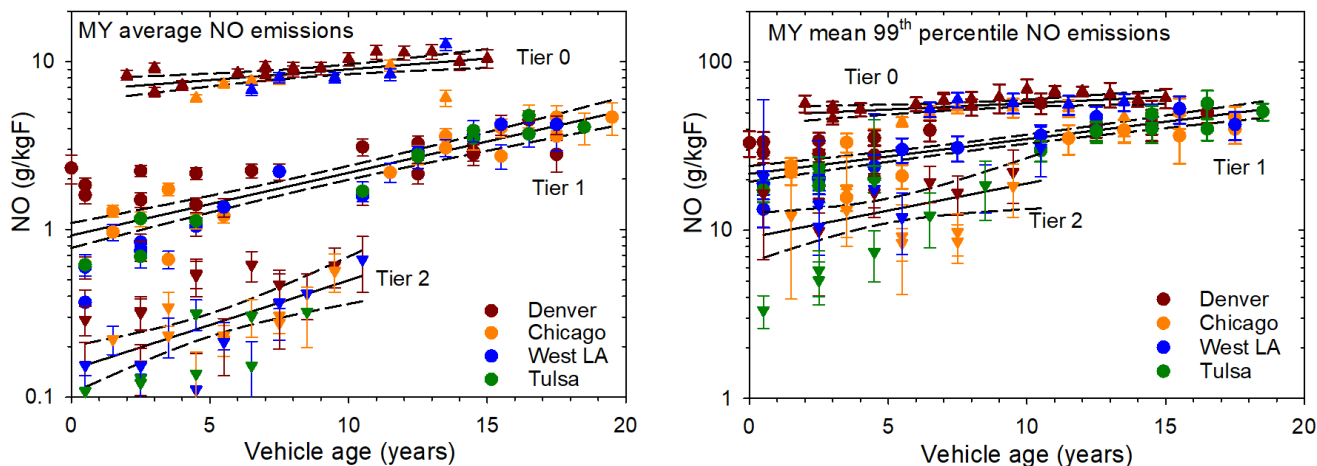 MY average NO emissions
Tier 0
Tier 1
Tier 2
Denver
Chicago
West LA
Tulsa
NO (g/kgF)
10
1
0.1
0
5
10
15
20
Vehicle age (years)
MY mean 99th percentile NO emissions
Tier 0
Tier 1
Tier 2
Denver
Chicago
West LA
Tulsa
NO (g/kgF)
100
10
1
0
5
10
15
20
Vehicle age (years)